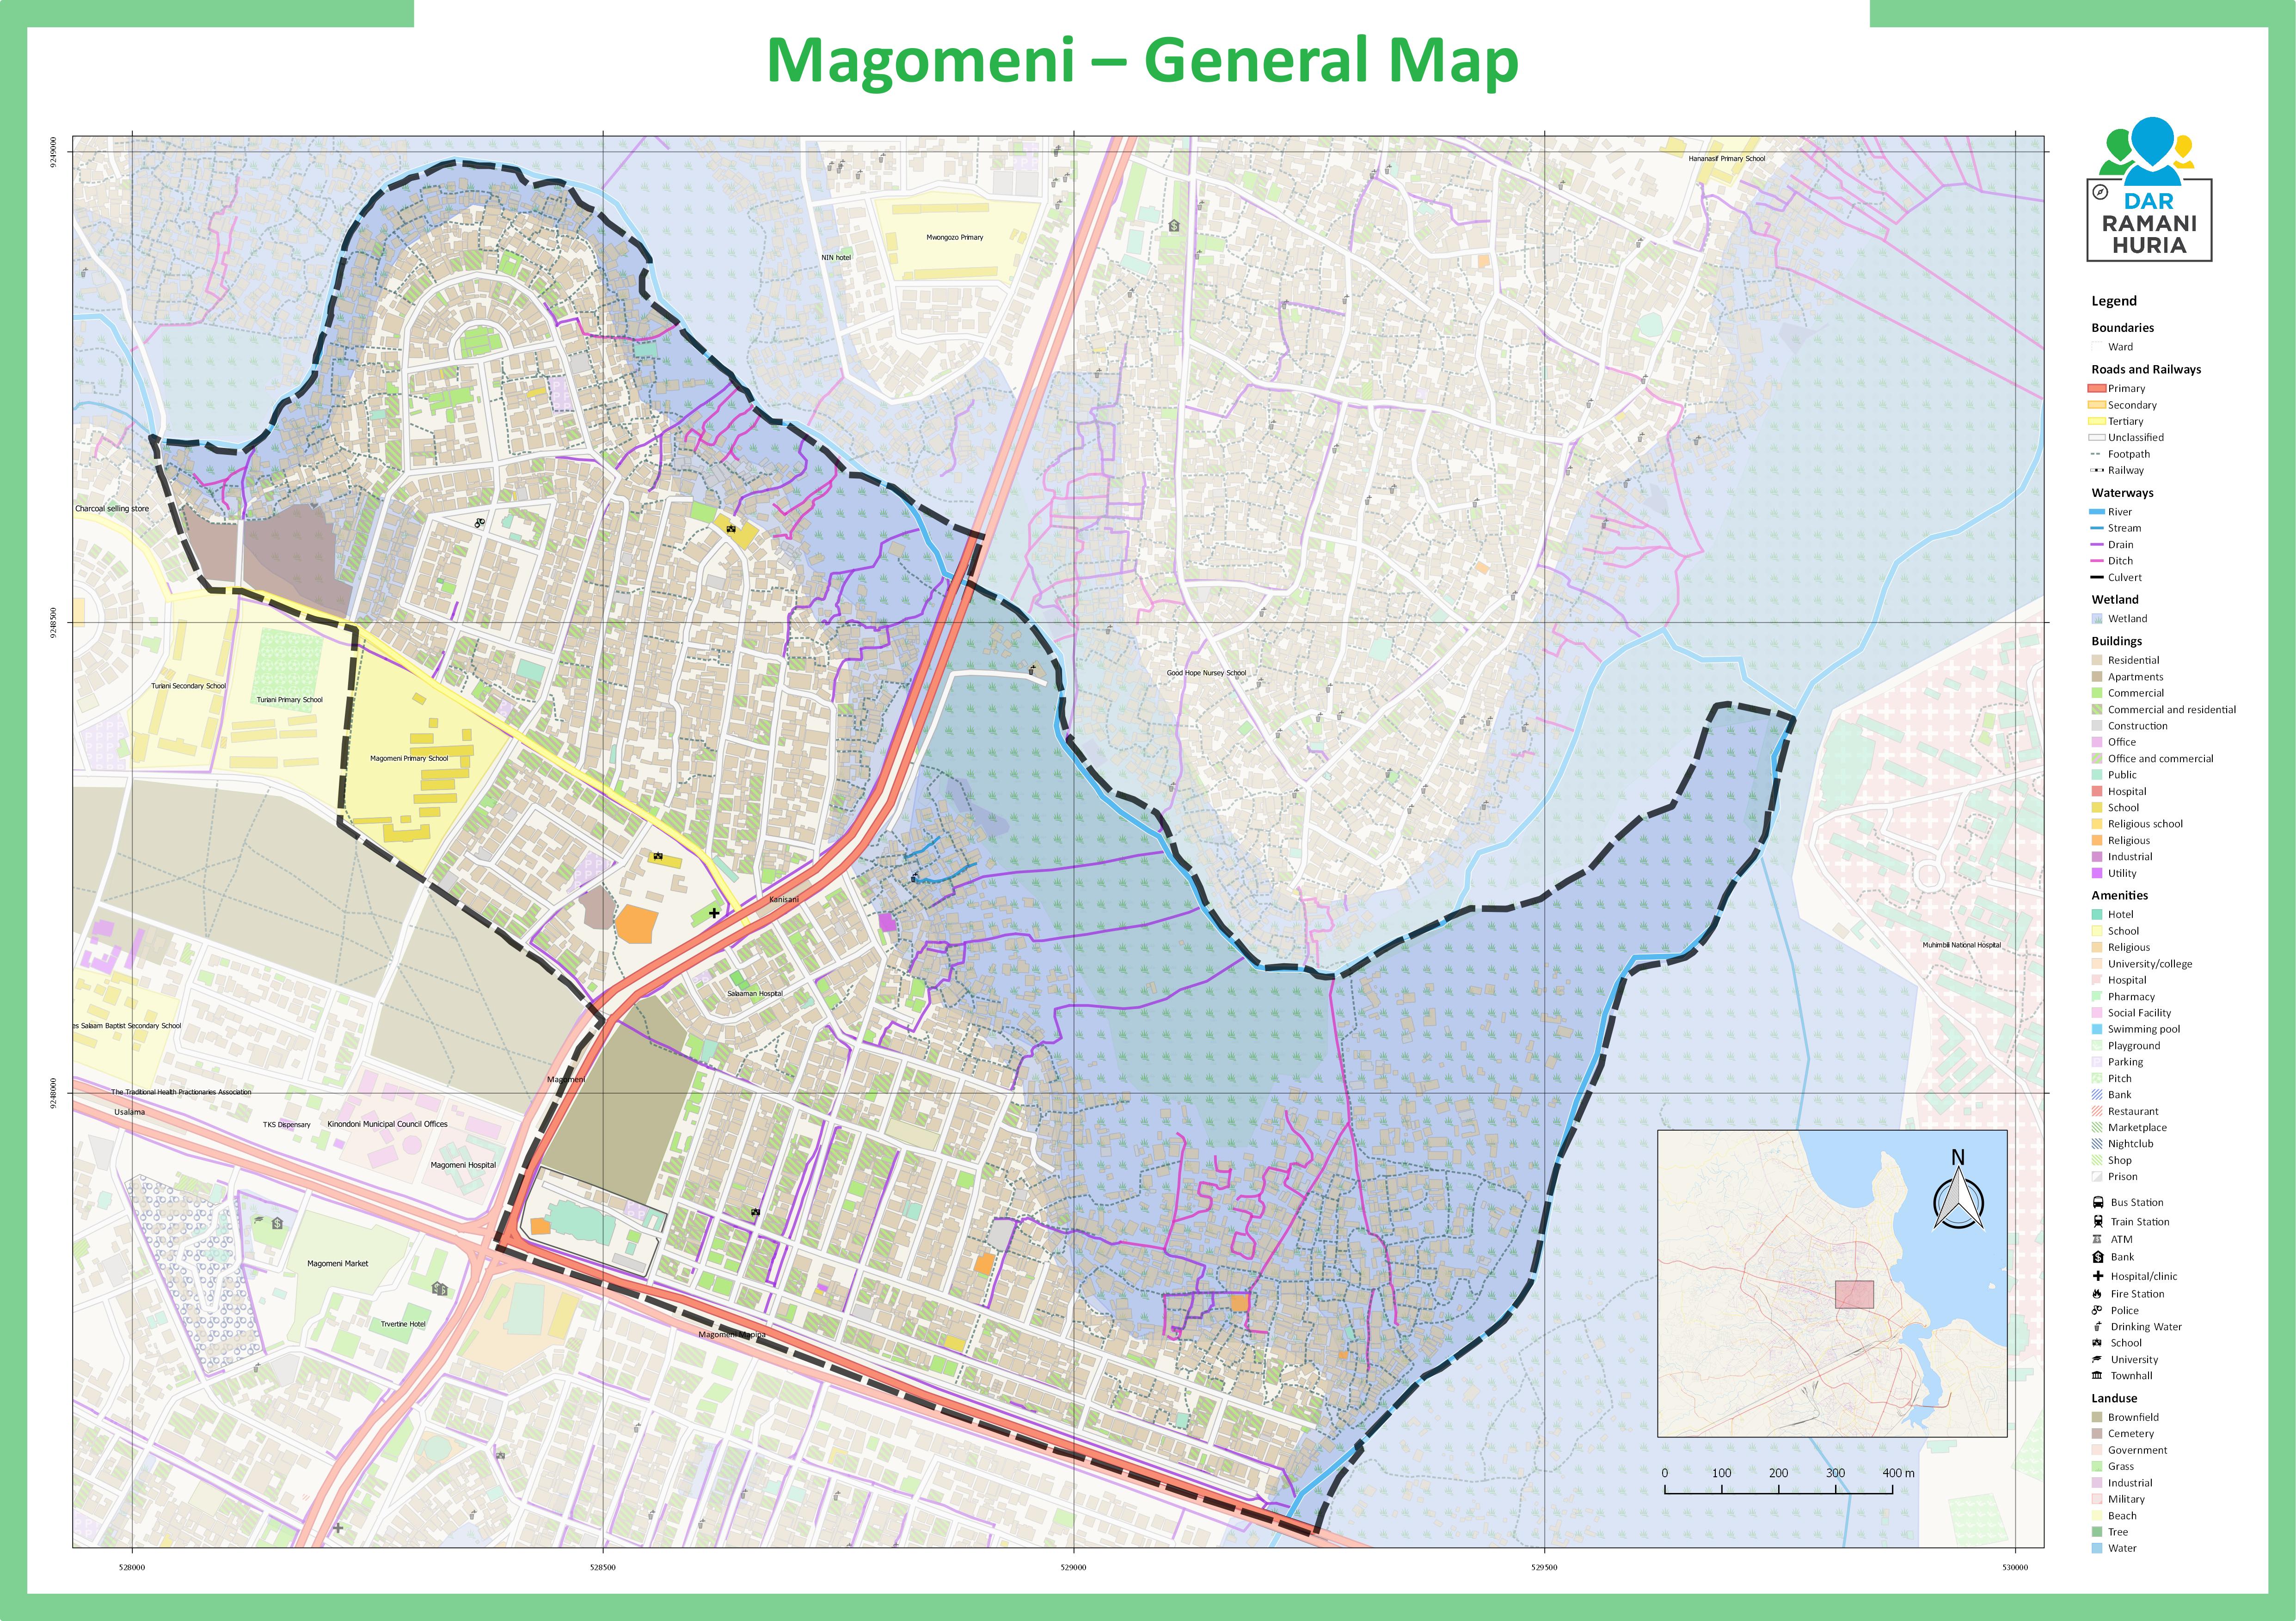 Magomeni – General Map
DAR
RAMANI
HURIA
9249000
9248500
9248000
528000
528500
529000
529500
530000
Hananasif Primary School
Mwongozo Primary
NIN hotel
Charcoal selling store
Good Hope Nursey School
Turiani Secondary School
Turiani Primary School
Magomeni Primary School
Kanisani
Muhimbili National Hospital
Salaaman Hospital
es Salaam Baptist Secondary School
Magomeni
The Traditional Health Practionaries Association
Usalama
TKS Dispensary
Kinondoni Municipal Council Offices
Magomeni Hospital
Magomeni Market
Trvertine Hotel
Magomeni Mapipa
N
0 100 200 300 400 m
Legend
Boundaries
Ward
Roads and Railways
Primary
Secondary
Tertiary
Unclassified
Footpath
Railway
Waterways
River
Stream
Drain
Ditch
Culvert
Wetland
Wetland
Buildings
Residential
Apartments
Commercial
Commercial and residential
Construction
Office
Office and commercial
Public
Hospital
School
Religious school
Religious
Industrial
Utility
Amenities
Hotel
School
Religious
University/college
Hospital
Pharmacy
Social Facility
Swimming pool
Playground
Parking
Pitch
Bank
Restaurant
Marketplace
Nightclub
Shop
Prison
Bus Station
Train Station
ATM
Bank
Hospital/clinic
Fire Station
Police
Drinking Water
School
University
Townhall
Landuse
Brownfield
Cemetery
Government
Grass
Industrial
Military
Beach
Tree
Water